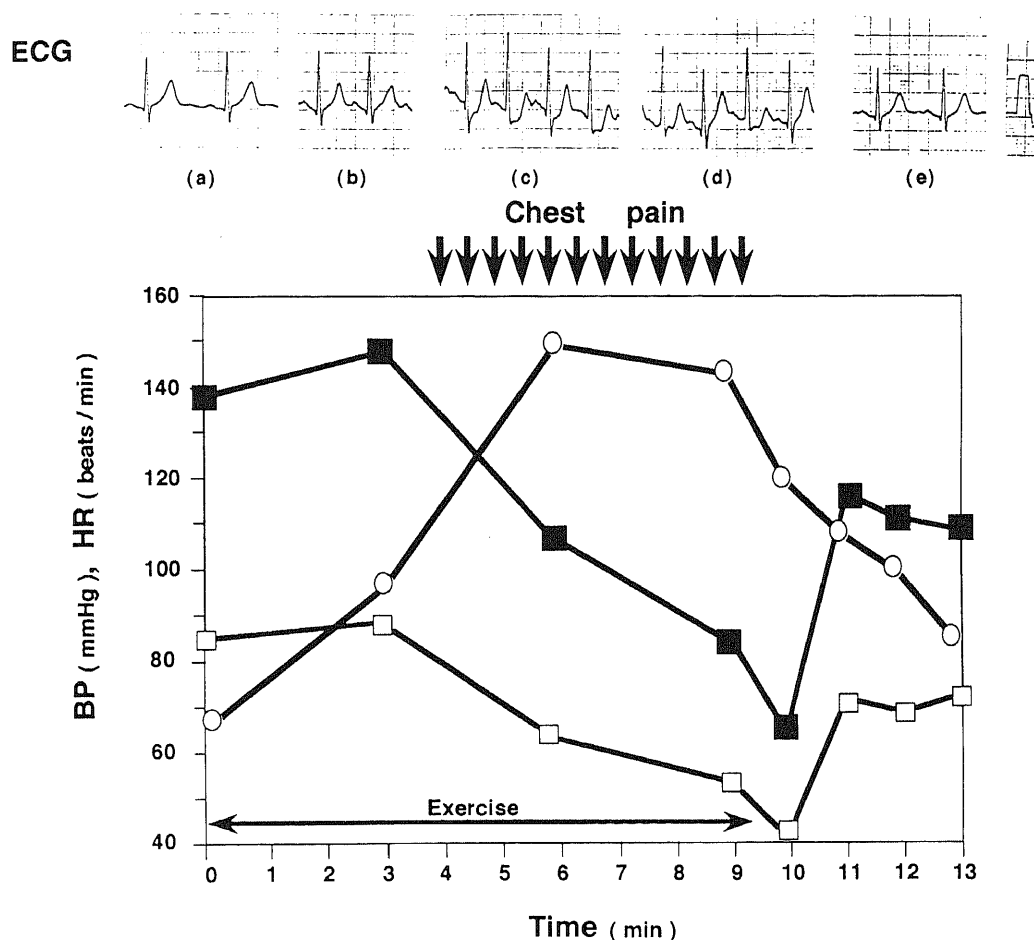 ECG
(a) (b) (c) (d) (e)
Chest pain
160
140
120
100
80
60
40
BP (mmHg), HR (beats/min)
Exercise
0 1 2 3 4 5 6 7 8 9 10 11 12 13
Time (min)